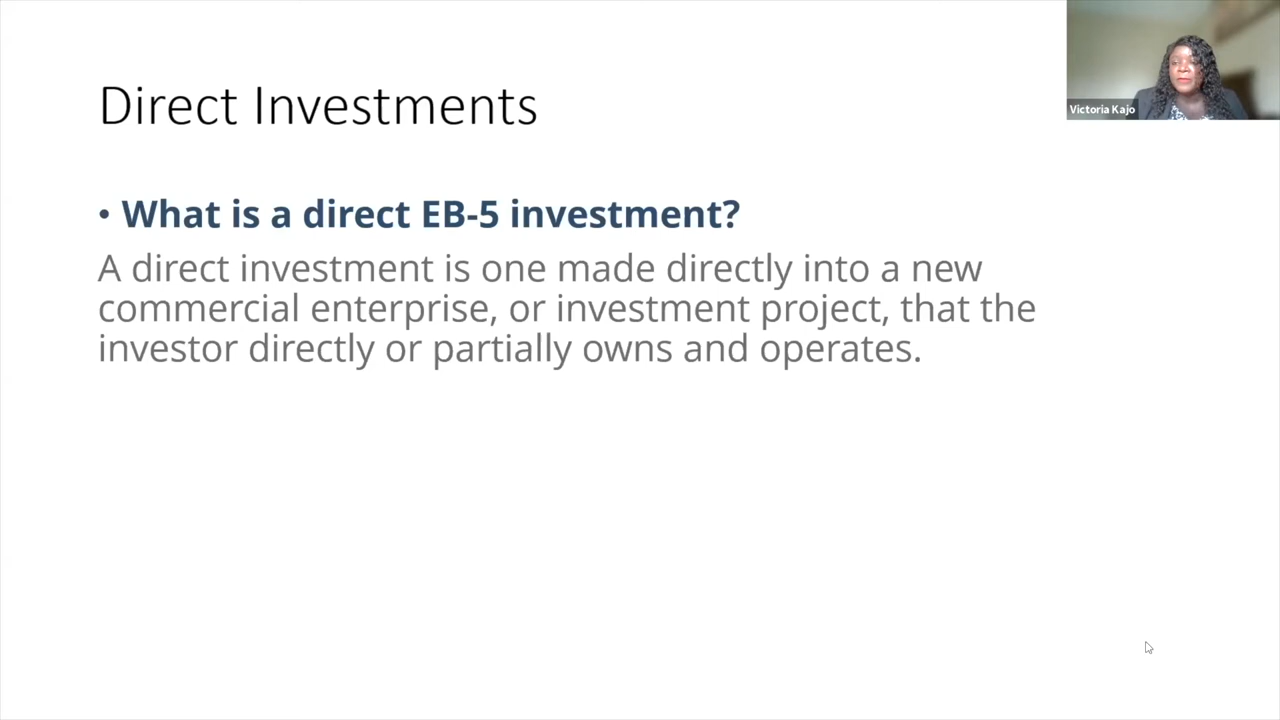 Direct Investments
Victoria Kajo
• What is a direct EB-5 investment?
A direct investment is one made directly into a new
commercial enterprise, or investment project, that the
investor directly or partially owns and operates.